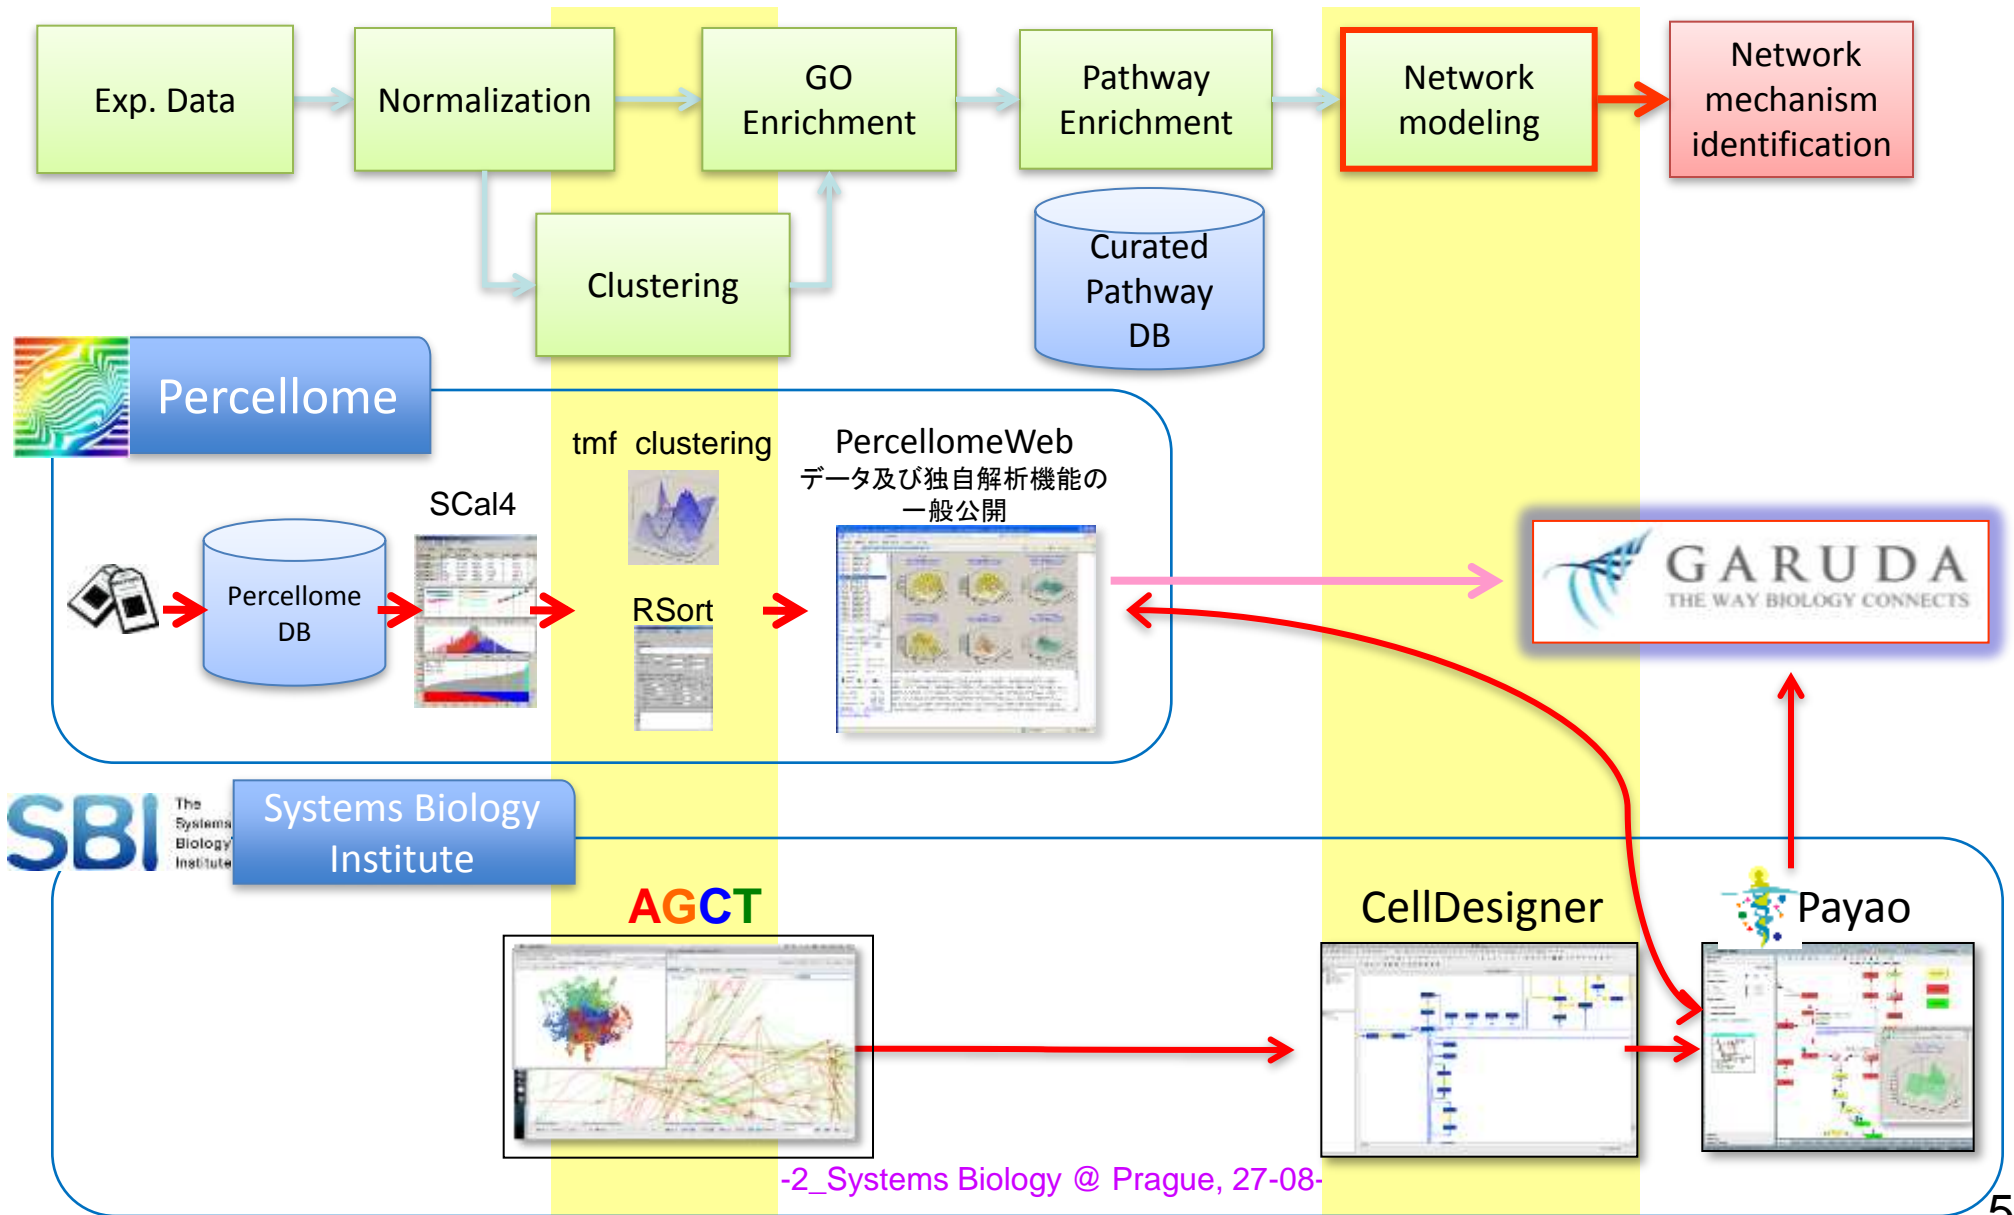 Exp. Data
Normalization
GO
Enrichment
Pathway
Enrichment
Network
modeling
Network
mechanism
identification
Clustering
Curated
Pathway
DB
Percellome
tmf clustering
PercellomeWeb
データ及び独自解析機能の
一般公開
SCal4
Percellome
DB
RSort
GARUDA
THE WAY BIOLOGY CONNECTS
SBI
The
Systems
Biology
Institute
Systems Biology
Institute
AGCT
CellDesigner
Payao
-2_Systems Biology @ Prague, 27-08-
5